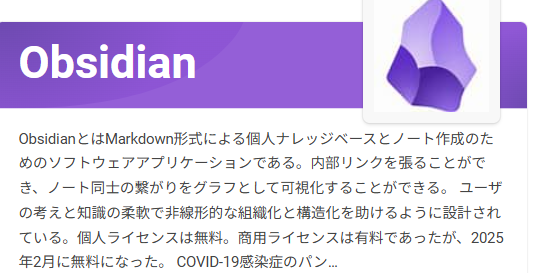 Obsidian
ObsidianとはMarkdown形式による個人ナレッジベースとノート作成のた
めのソフトウェアアプリケーションである。内部リンクを張ることがで
き、ノート同士の繋がりをグラフとして可視化することができる。 ユーザ
の考えと知識の柔軟で非線形的な組織化と構造化を助けるように設計され
ている。個人ライセンスは無料。商用ライセンスは有料であったが、2025
年2月に無料になった。 COVID-19感染症のパン...